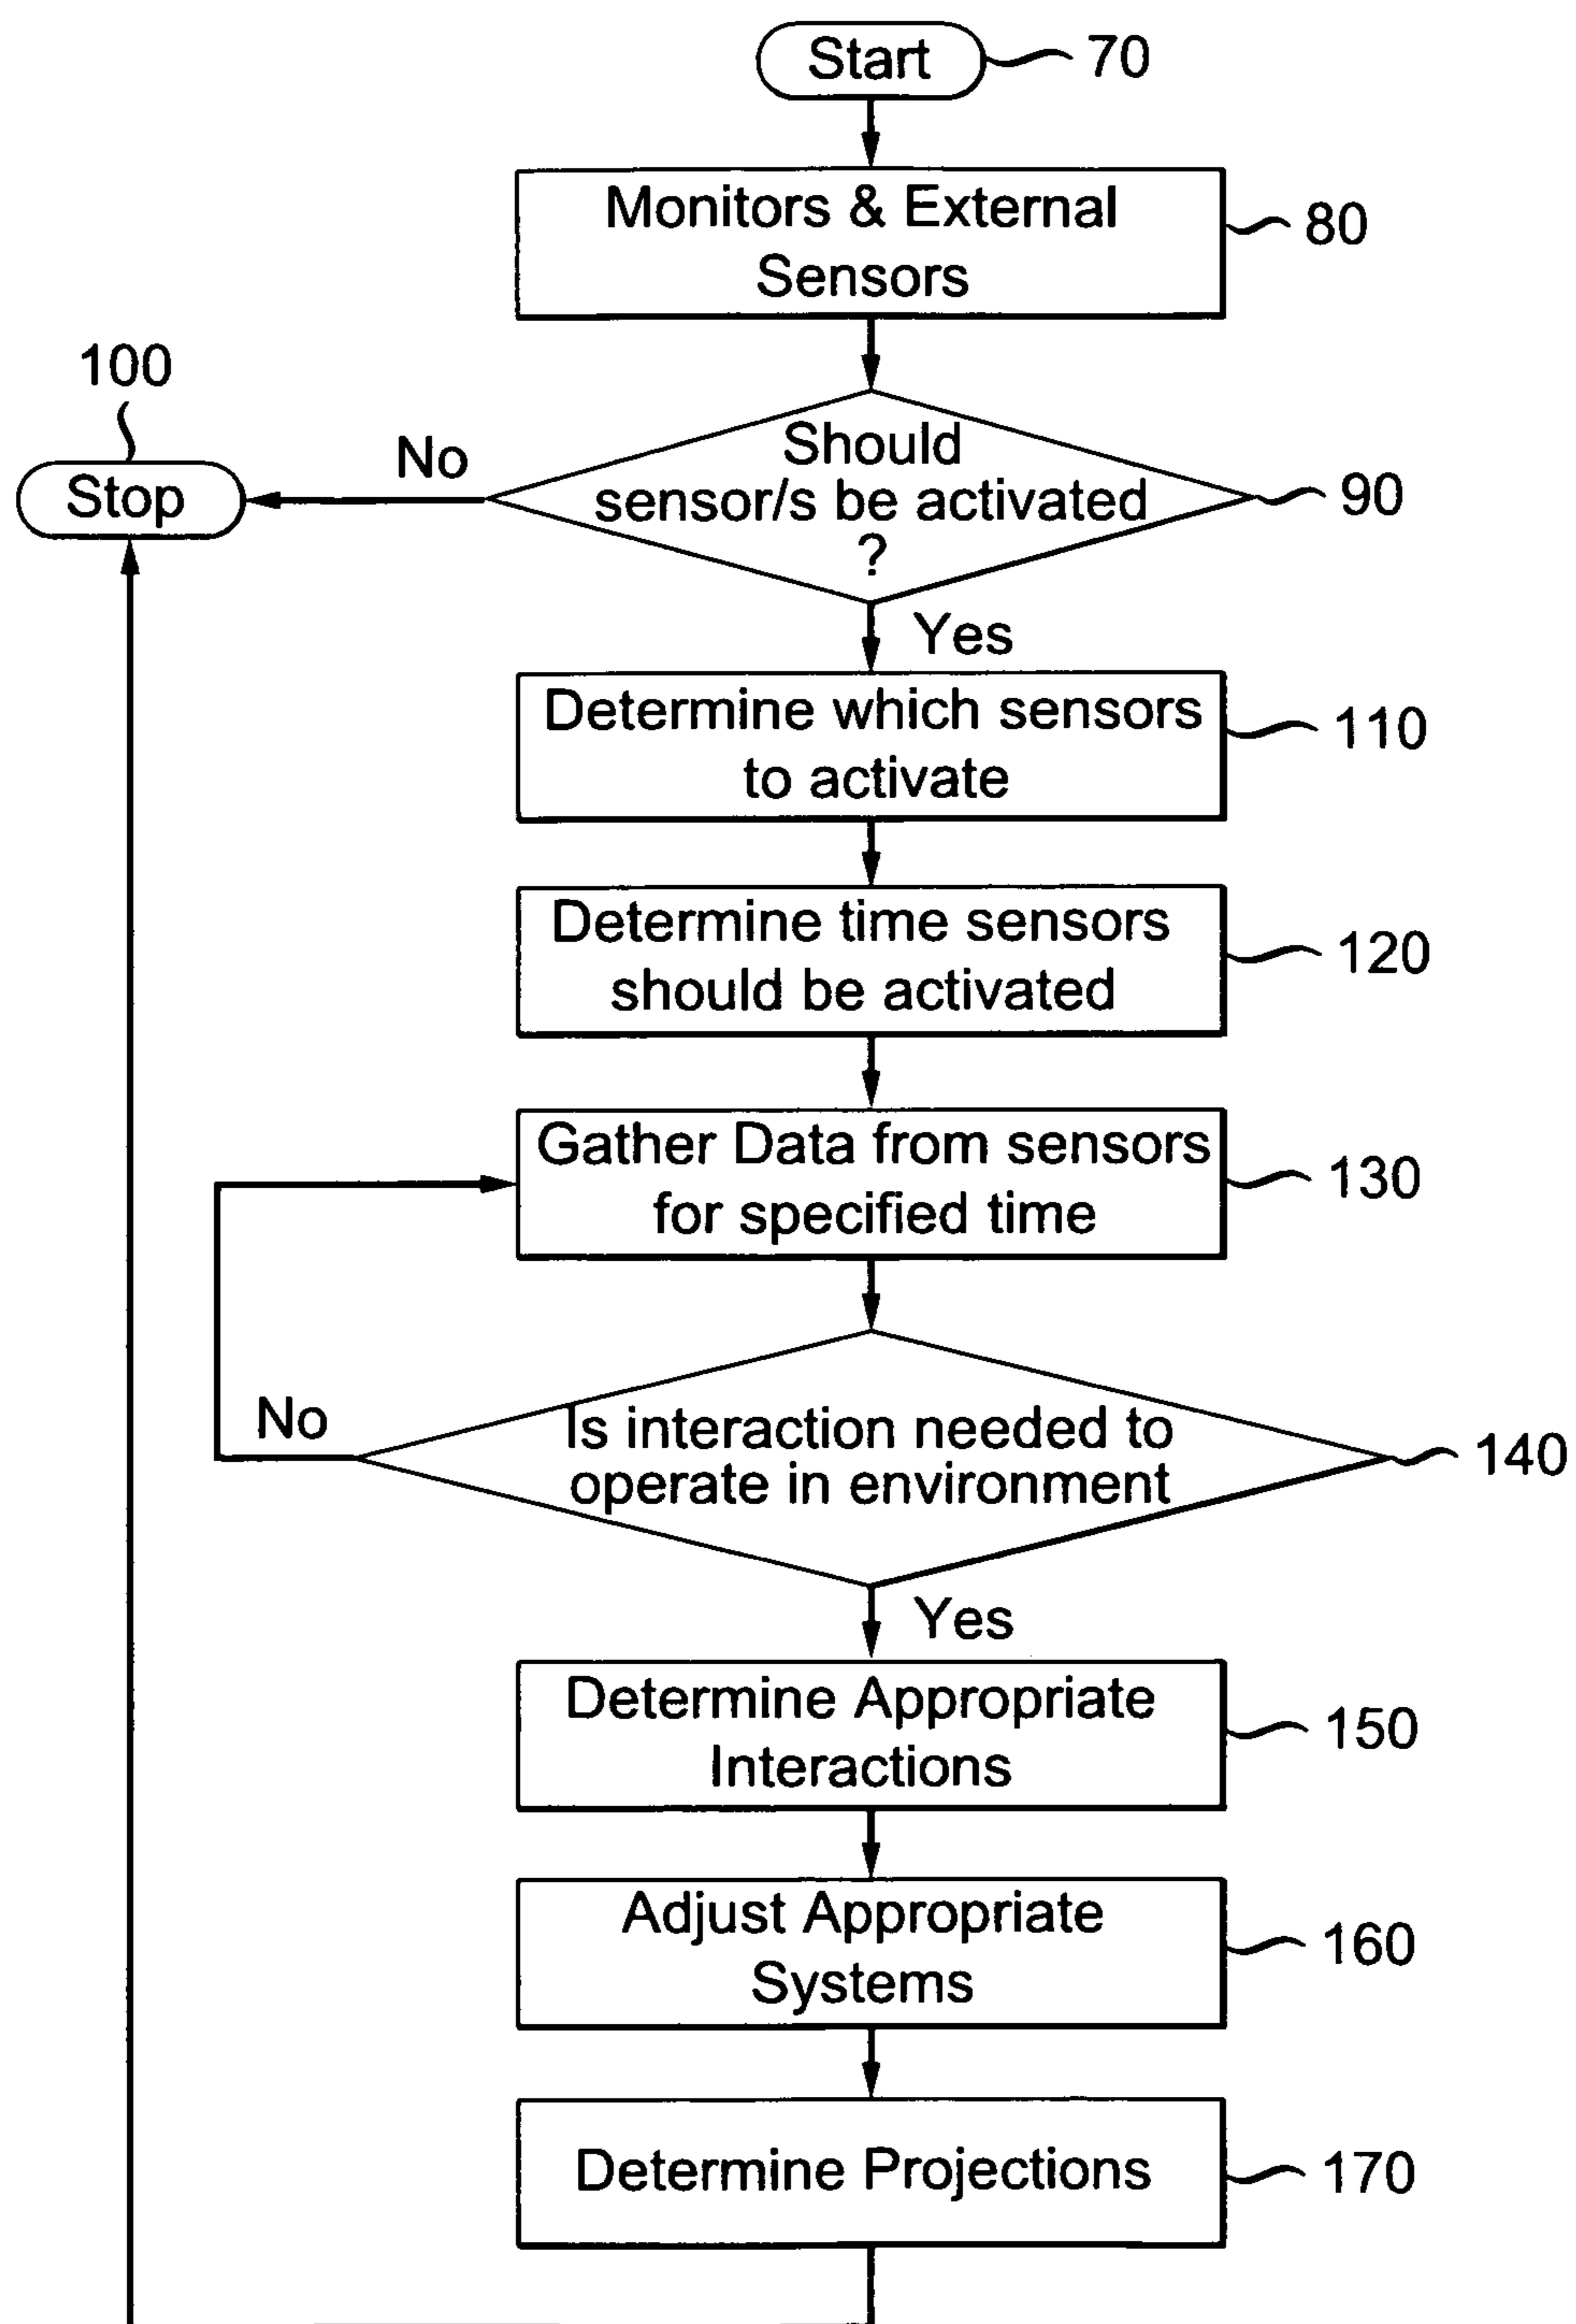 Start
70
Monitors & External
Sensors
80
100
Stop
No
Should
sensor/s be activated
?
90
Yes
Determine which sensors
to activate
110
Determine time sensors
should be activated
120
Gather Data from sensors
for specified time
130
No
Is interaction needed to
operate in environment
140
Yes
Determine Appropriate
Interactions
150
Adjust Appropriate
Systems
160
Determine Projections
170